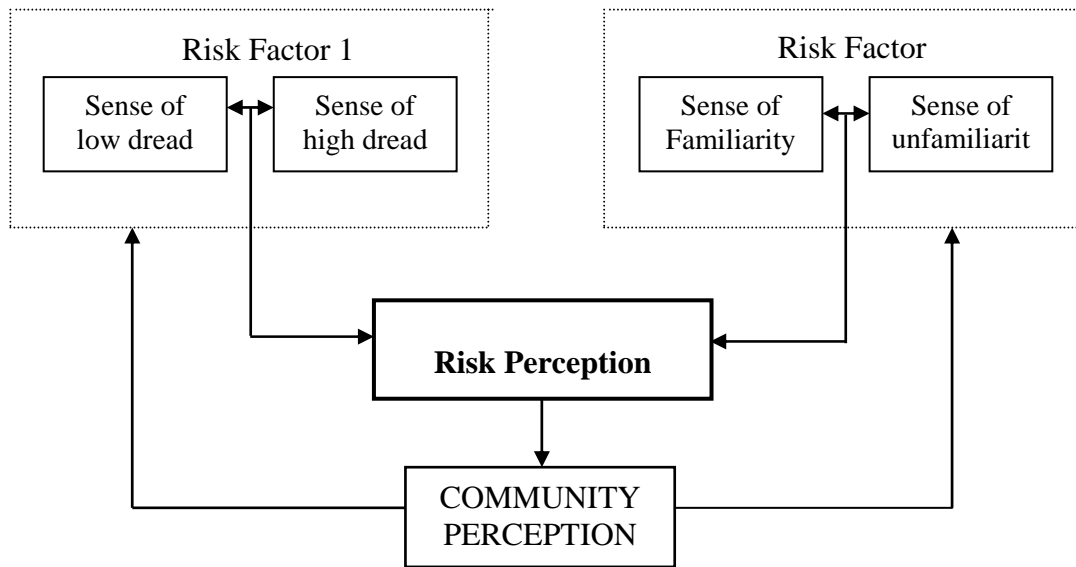 Risk Factor 1
Sense of
low dread
Sense of
high dread
Risk Factor
Sense of
Familiarity
Sense of
unfamiliarit
Risk Perception
COMMUNITY
PERCEPTION